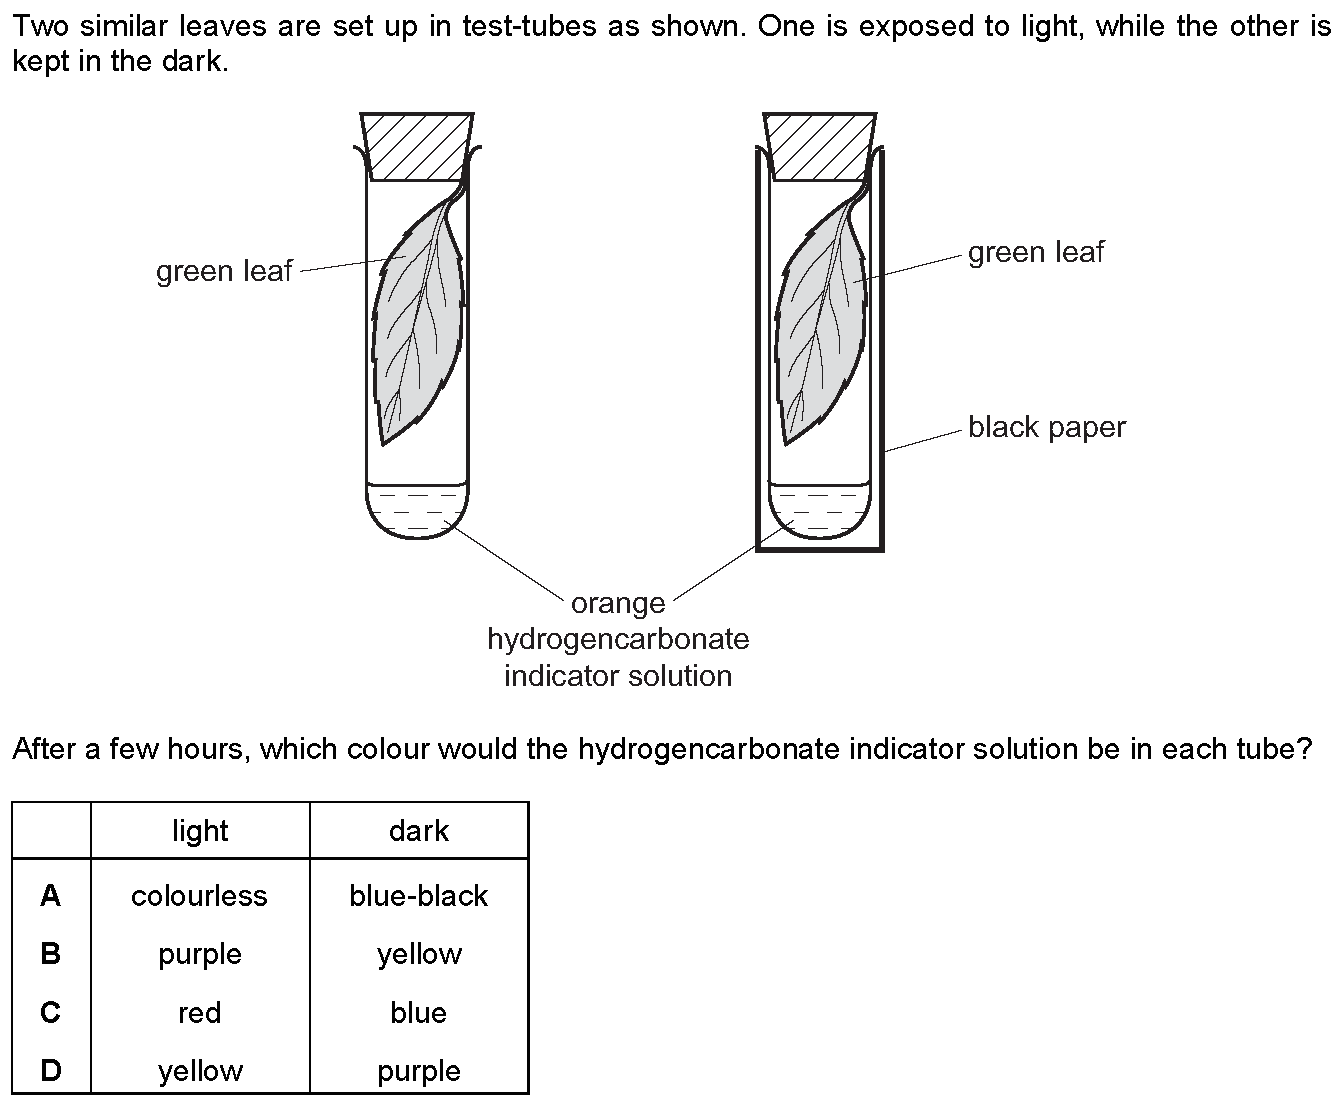 Two similar leaves are set up in test-tubes as shown. One is exposed to light, while the other is
kept in the dark.
green leaf
green leaf
black paper
orange
hydrogencarbonate
indicator solution
After a few hours, which colour would the hydrogencarbonate indicator solution be in each tube?
light dark
A colourless blue-black
B purple yellow
C red blue
D yellow purple